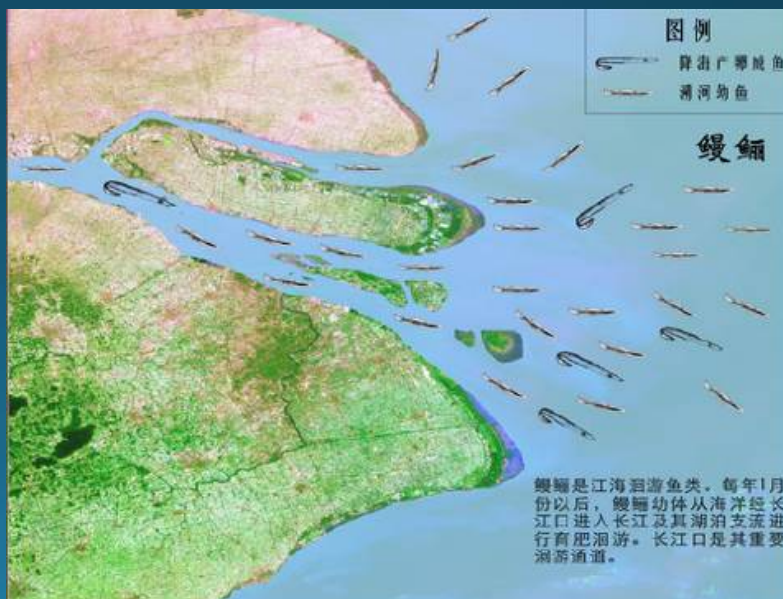 图例
降海产卵成鱼
溯河幼鱼
鳗鲡
鳗鲡是江海洄游鱼类。每年1月
份以后，鳗鲡幼体从海洋经长
江口进入长江及其湖泊支流进
行育肥洄游。长江口是其重要
洄游通道。